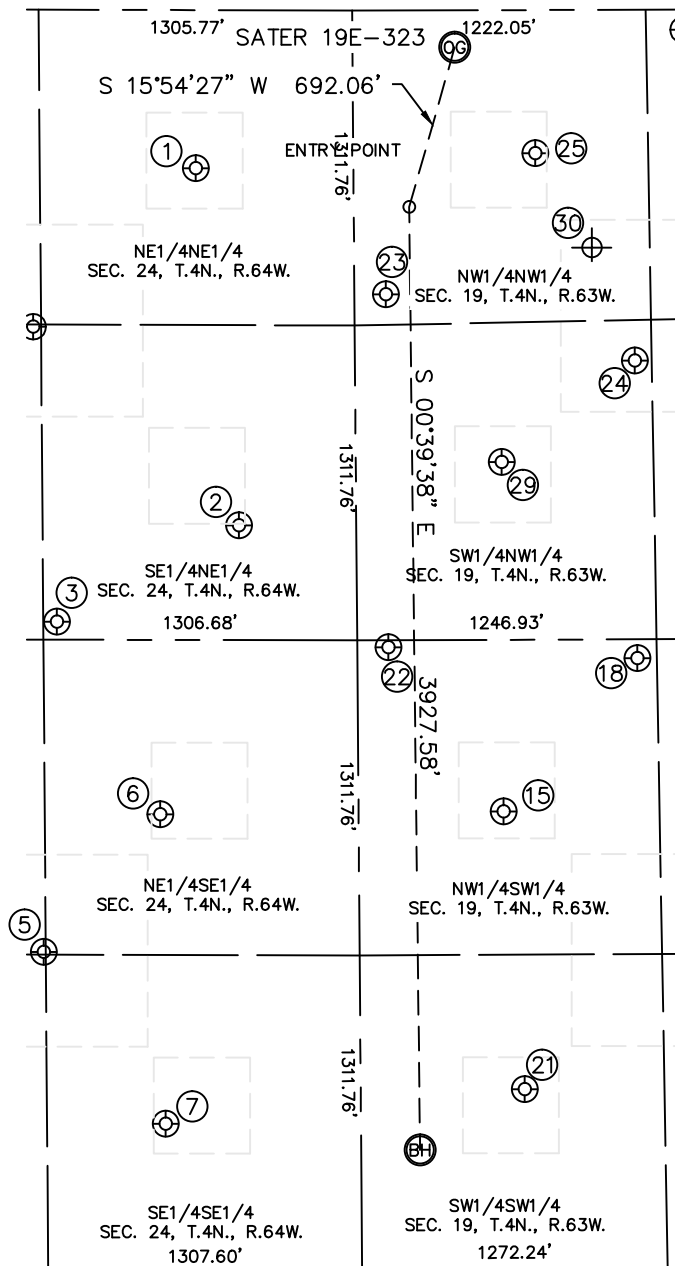 1305.77' 1222.05'
SATER 19E-323
OG
S 15°54'27" W 692.06'
ENTRY POINT
1311.76'
1
25
30
23
NE1/4NE1/4
SEC. 24, T.4N., R.64W.
NW1/4NW1/4
SEC. 19, T.4N., R.63W.
24
S 00°39'38" E
1311.76'
29
2
SE1/4NE1/4
SEC. 24, T.4N., R.64W.
1306.68'
SW1/4NW1/4
SEC. 19, T.4N., R.63W.
1246.93'
3
22
18
3927.58'
1311.76'
6
15
NE1/4SE1/4
SEC. 24, T.4N., R.64W.
NW1/4SW1/4
SEC. 19, T.4N., R.63W.
5
1311.76'
21
7
BH
SE1/4SE1/4
SEC. 24, T.4N., R.64W.
1307.60'
SW1/4SW1/4
SEC. 19, T.4N., R.63W.
1272.24'